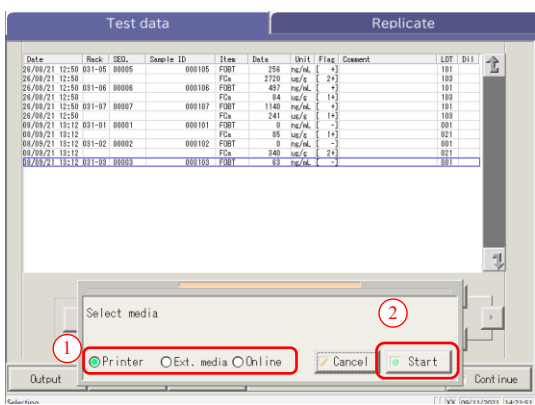 Test data Replicate
Date Rack SEQ. Sample ID Item Data Unit Flag Comment LOT Dil
26/08/21 12:50 031-05 00005 000105 FOBT 256 ng/mL [ +] 101
26/08/21 12:50 FCa 2720 ug/g [ 2+] 103
26/08/21 12:50 031-06 00006 000106 FOBT 497 ng/mL [ +] 101
26/08/21 12:50 FCa 84 ug/g [ 1+] 103
26/08/21 12:50 031-07 00007 000107 FOBT 1140 ng/mL [ +] 101
26/08/21 12:50 FCa 241 ug/g [ 1+] 103
08/09/21 13:12 031-01 00001 000101 FOBT 0 ng/mL [ -] 001
08/09/21 13:12 FCa 85 ug/g [ 1+] 021
08/09/21 13:12 031-02 00002 000102 FOBT 0 ng/mL [ -] 001
08/09/21 13:12 FCa 340 ug/g [ 2+] 021
08/09/21 13:12 031-03 00003 000103 FOBT 63 ng/mL [ -] 001
Select media
2
1
Printer Ext. media Online Cancel Start
Output Continue
Selecting XX 09/11/2021 14:21:51